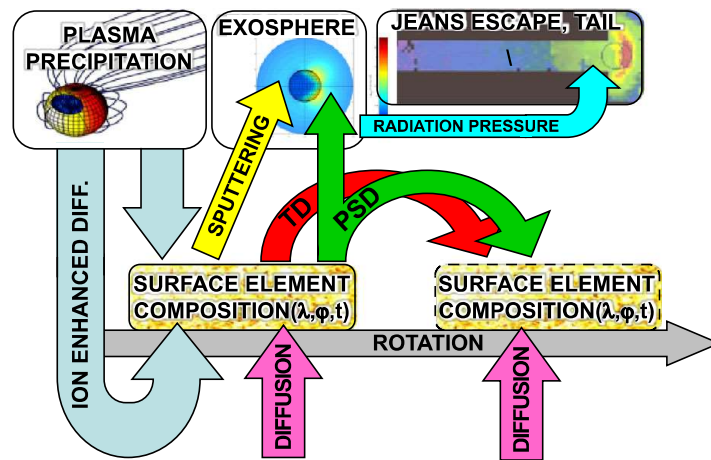 PLASMA
PRECIPITATION
EXOSPHERE
JEANS ESCAPE, TAIL
RADIATION PRESSURE
SPUTTERING
TD
PSD
ION ENHANCED DIFF.
SURFACE ELEMENT
COMPOSITION(λ,φ,t)
SURFACE ELEMENT
COMPOSITION(λ,φ,t)
ROTATION
DIFFUSION
DIFFUSION